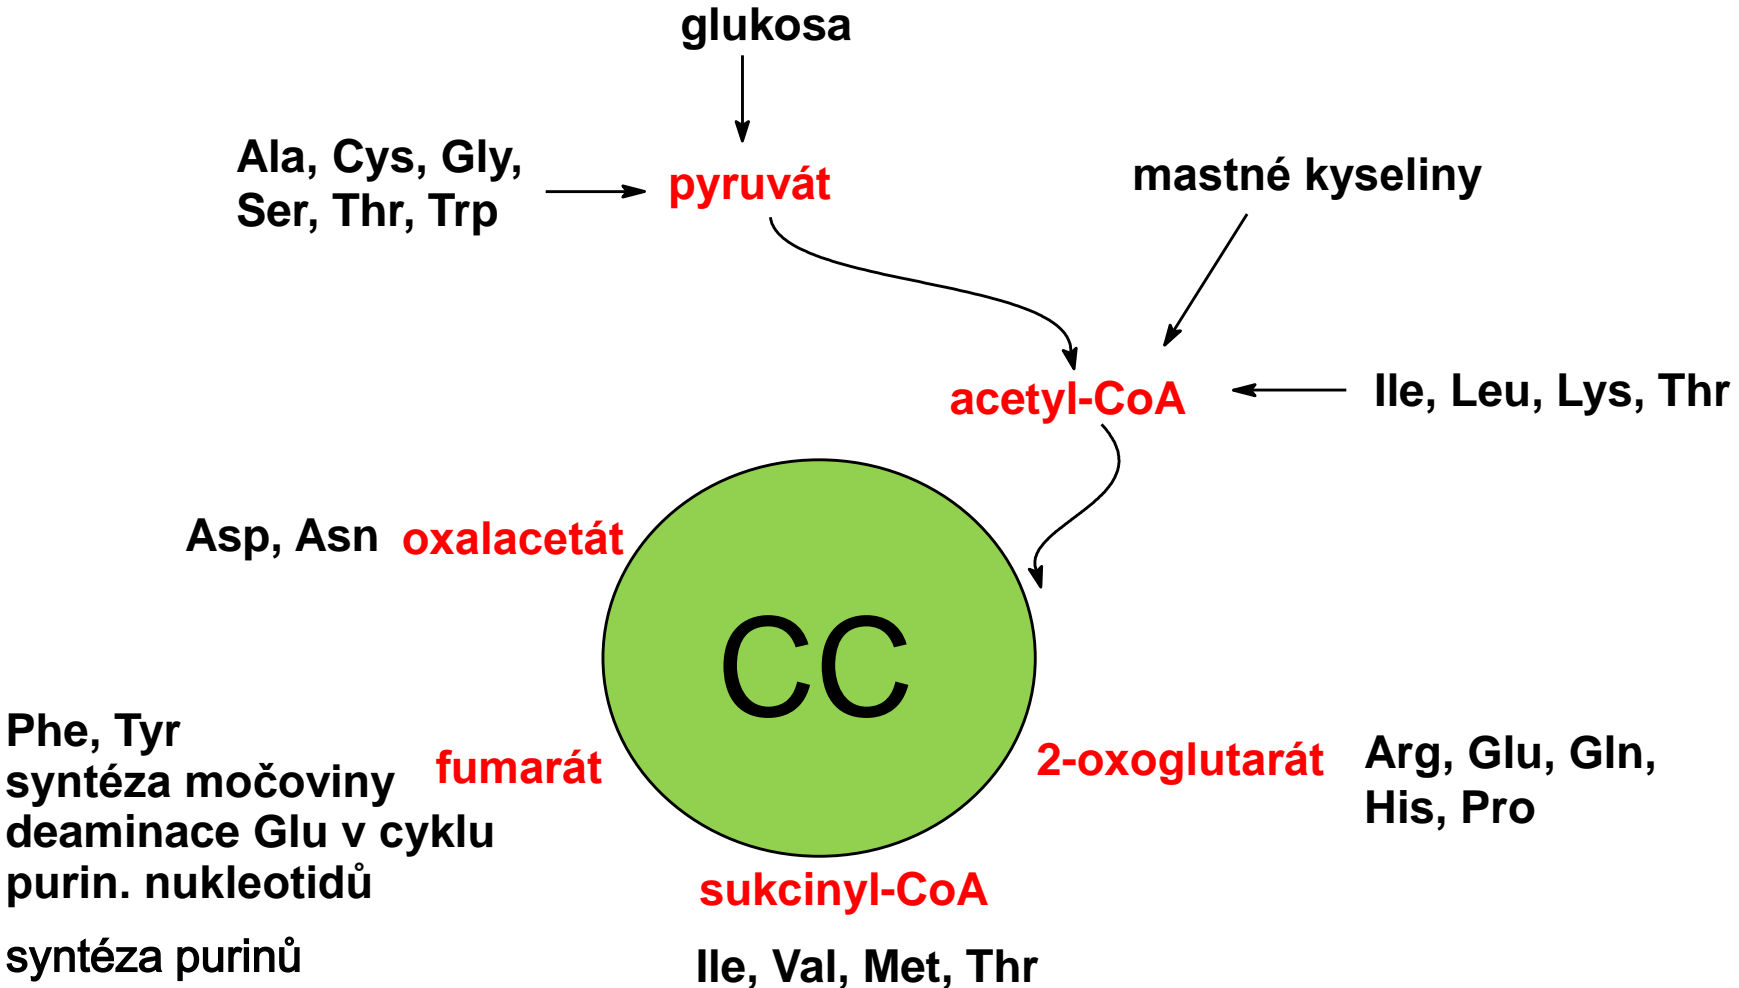 glukosa
Ala, Cys, Gly,
Ser, Thr, Trp
pyruvát
mastné kyseliny
acetyl-CoA
Ile, Leu, Lys, Thr
Asp, Asn
oxalacetát
CC
Phe, Tyr
syntéza močoviny
deaminace Glu v cyklu
purin. nukleotidů
fumarát
2-oxoglutarát
Arg, Glu, Gln,
His, Pro
sukcinyl-CoA
syntéza purinů
Ile, Val, Met, Thr